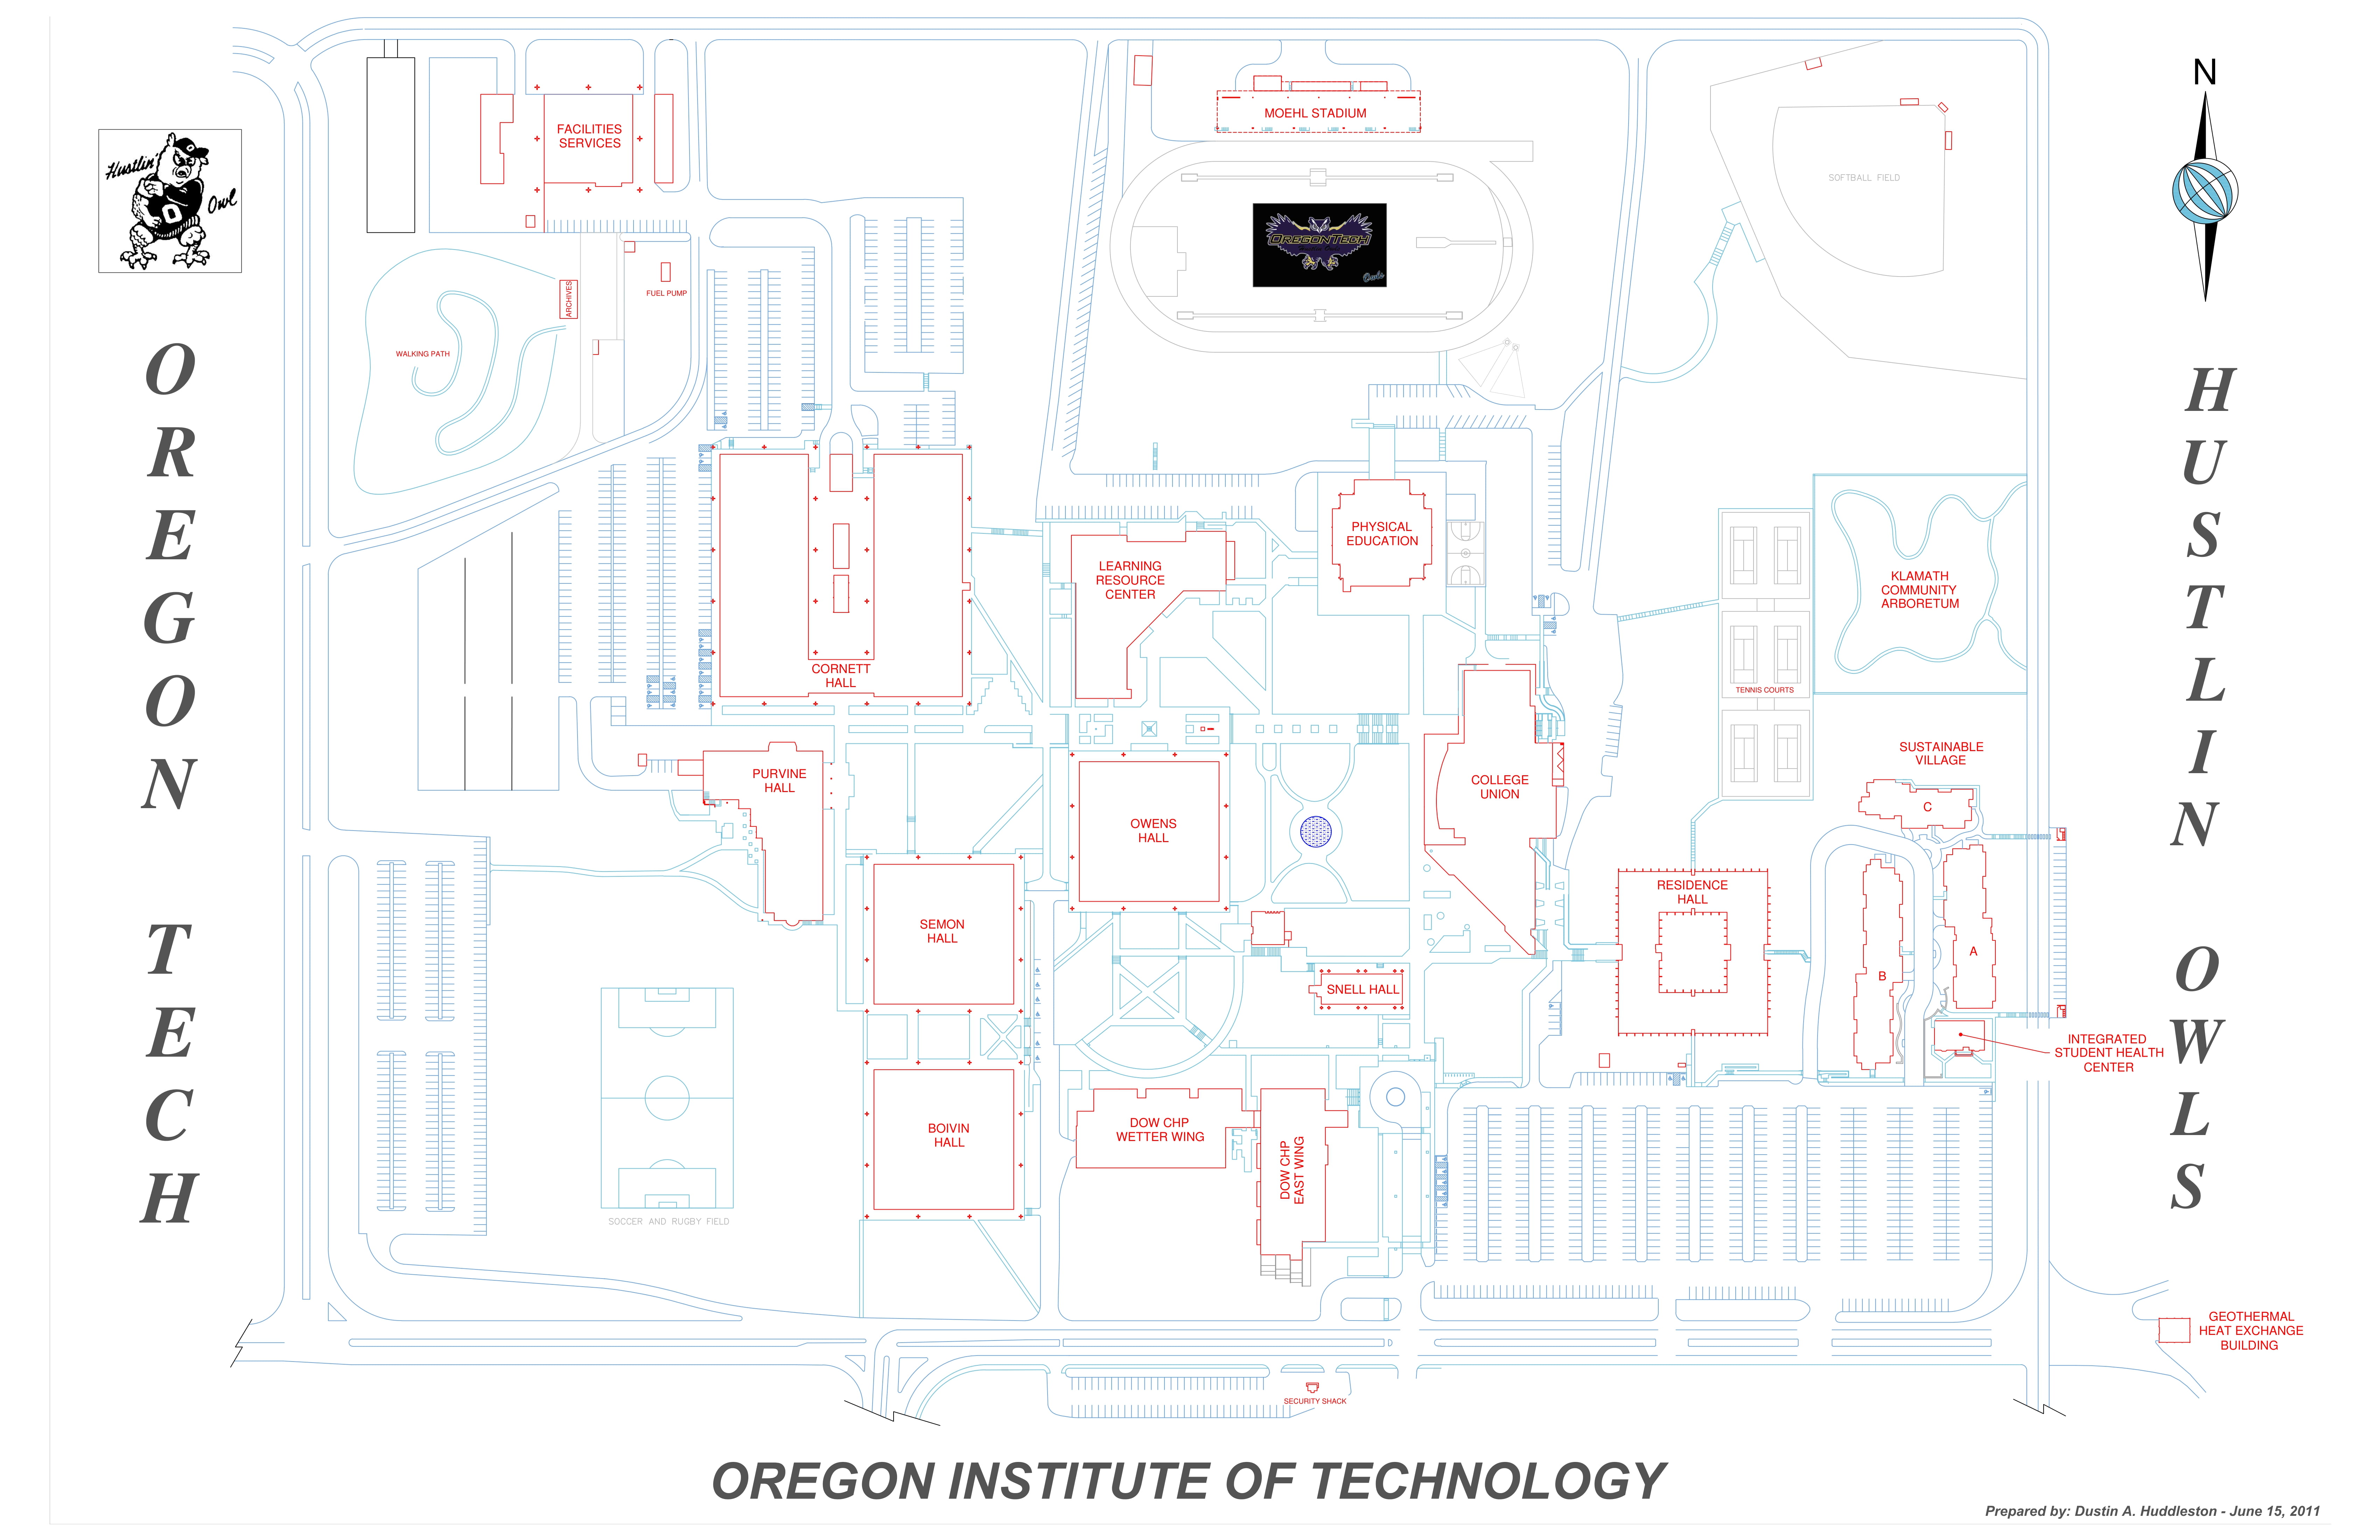 N
Hustlin'
Owl
O
FACILITIES
SERVICES
MOEHL STADIUM
SOFTBALL FIELD
OREGONTECH
Owls
ARCHIVES
FUEL PUMP
WALKING PATH
OREGON TECH
HUSTLIN OWLS
PHYSICAL
EDUCATION
LEARNING
RESOURCE
CENTER
KLAMATH
COMMUNITY
ARBORETUM
CORNETT
HALL
TENNIS COURTS
SUSTAINABLE
VILLAGE
PURVINE
HALL
COLLEGE
UNION
C
OWENS
HALL
RESIDENCE
HALL
SEMON
HALL
A
B
SNELL HALL
INTEGRATED
STUDENT HEALTH
CENTER
DOW CHP
WETTER WING
BOIVIN
HALL
DOW CHP
EAST WING
SOCCER AND RUGBY FIELD
GEOTHERMAL
HEAT EXCHANGE
BUILDING
SECURITY SHACK
OREGON INSTITUTE OF TECHNOLOGY
Prepared by: Dustin A. Huddleston - June 15, 2011